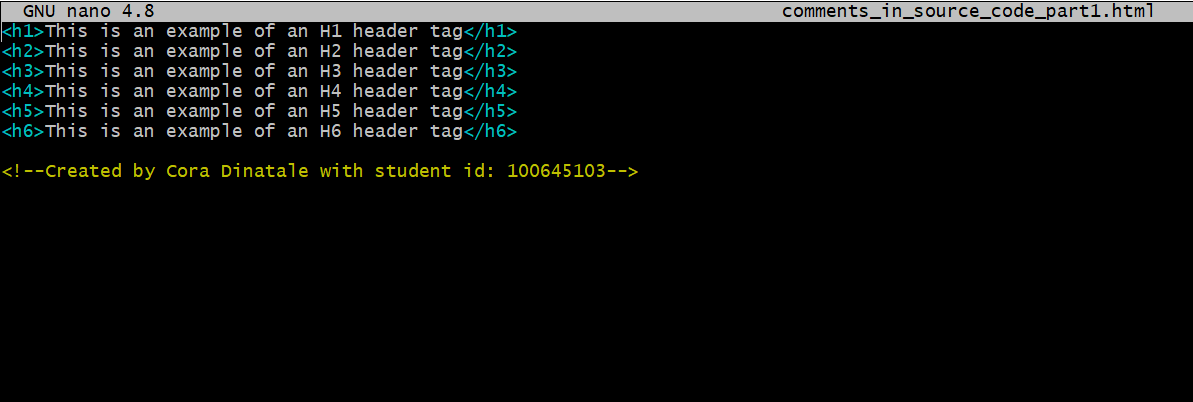 GNU nano 4.8 comments_in_source_code_part1.html
<h1>This is an example of an H1 header tag</h1>
<h2>This is an example of an H2 header tag</h2>
<h3>This is an example of an H3 header tag</h3>
<h4>This is an example of an H4 header tag</h4>
<h5>This is an example of an H5 header tag</h5>
<h6>This is an example of an H6 header tag</h6>
<!--Created by Cora Dinatale with student id: 100645103-->